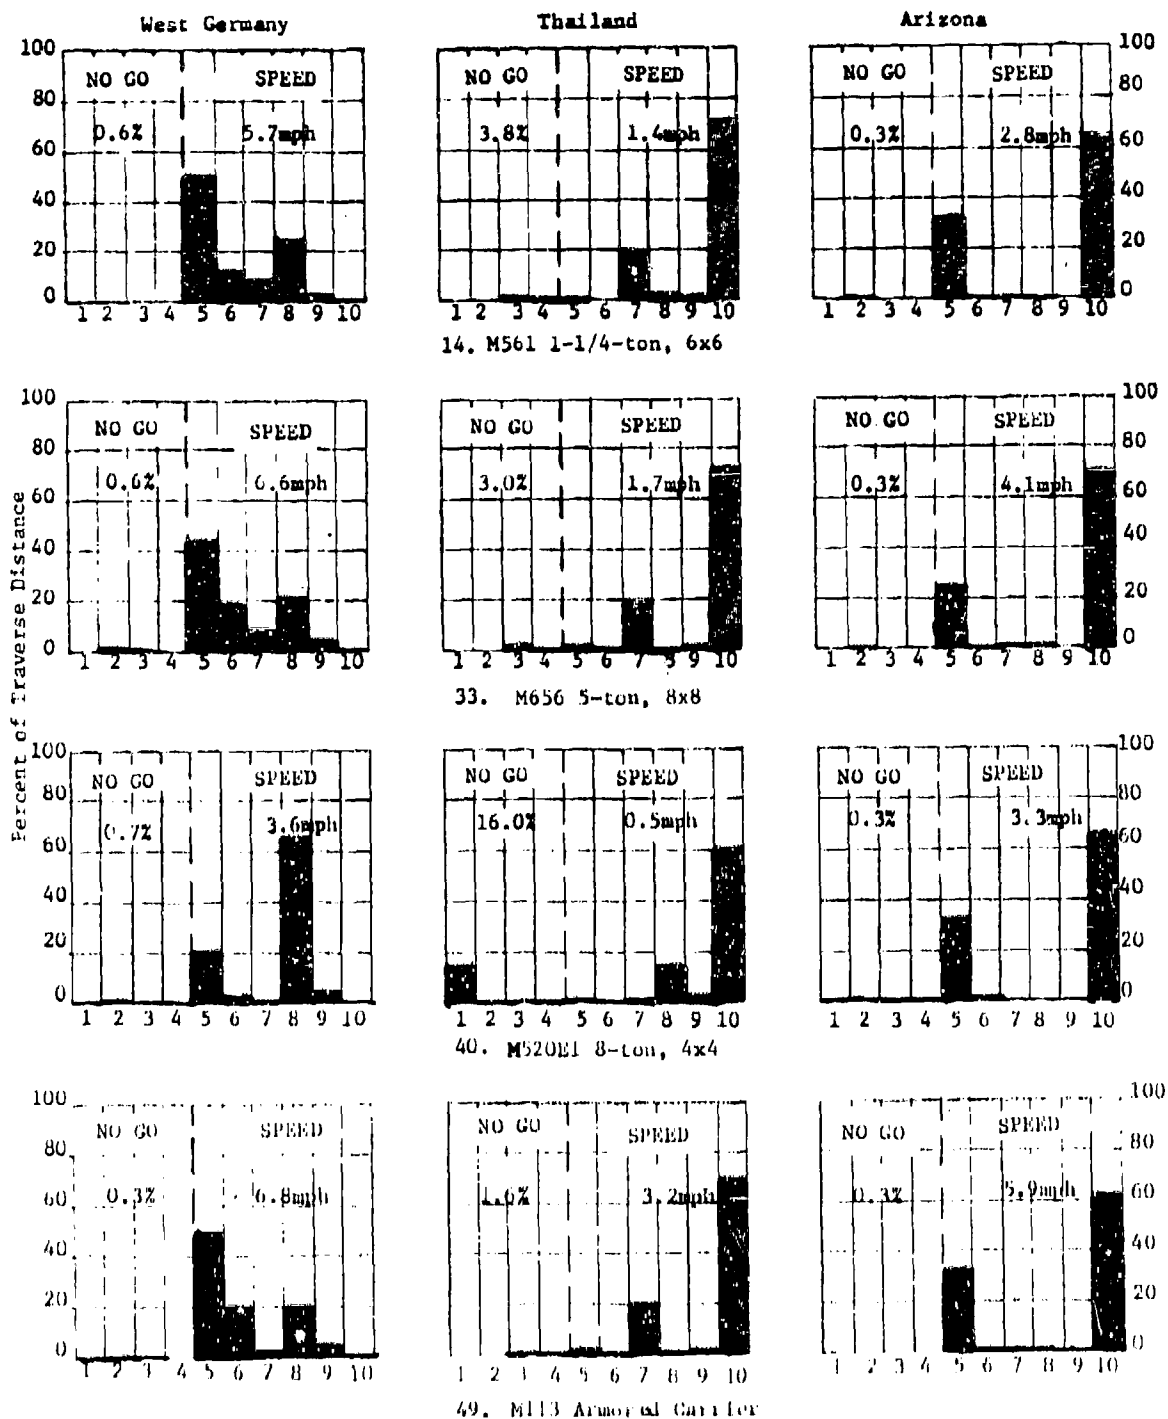 West Germany Thailand Arizona
100 100 100
NO GO SPEED NO GO SPEED NO GO SPEED
80 80 80
0.6% 5.7mph 3.8% 1.4mph 0.3% 2.8mph
60 60 60
40 40 40
20 20 20
0 0 0
1 2 3 4 5 6 7 8 9 10 1 2 3 4 5 6 7 8 9 10 1 2 3 4 5 6 7 8 9 10
14. M561 1-1/4-ton, 6x6
Percent of Traverse Distance
100 100
NO GO SPEED NO GO SPEED NO GO SPEED
80 80
0.6% 6.6mph 3.0% 1.7mph 0.3% 4.1mph
60 60
40 40
20 20
0 0
1 2 3 4 5 6 7 8 9 10 1 2 3 4 5 6 7 8 9 10 1 2 3 4 5 6 7 8 9 10
33. M656 5-ton, 8x8
100 100
NO GO SPEED NO GO SPEED NO GO SPEED
80 80
0.7% 3.6mph 16.0% 0.5mph 0.3% 3.3mph
60 60
40 40
20 20
0 0
1 2 3 4 5 6 7 8 9 10 1 2 3 4 5 6 7 8 9 10 1 2 3 4 5 6 7 8 9 10
40. M520E1 8-ton, 4x4
100 100
NO GO SPEED NO GO SPEED NO GO SPEED
80 80
0.3% 6.8mph 1.6% 3.2mph 0.3% 5.9mph
60 60
40 40
20 20
0 0
1 2 3 4 5 6 7 8 9 10 1 2 3 4 5 6 7 8 9 10 1 2 3 4 5 6 7 8 9 10
49. M113 Armored Carrier